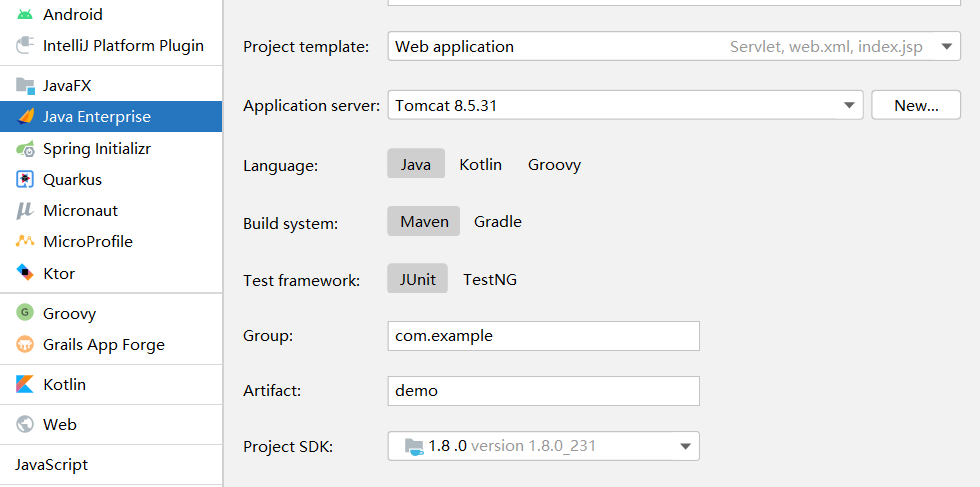 Android
IntelliJ Platform Plugin
JavaFX
Java Enterprise
Spring Initializr
Quarkus
Micronaut
MicroProfile
Ktor
Groovy
Grails App Forge
Kotlin
Web
JavaScript
Project template: Web application Servlet, web.xml, index.jsp
Application server: Tomcat 8.5.31 New...
Language: Java Kotlin Groovy
Build system: Maven Gradle
Test framework: JUnit TestNG
Group: com.example
Artifact: demo
Project SDK: 1.8 .0 version 1.8.0_231